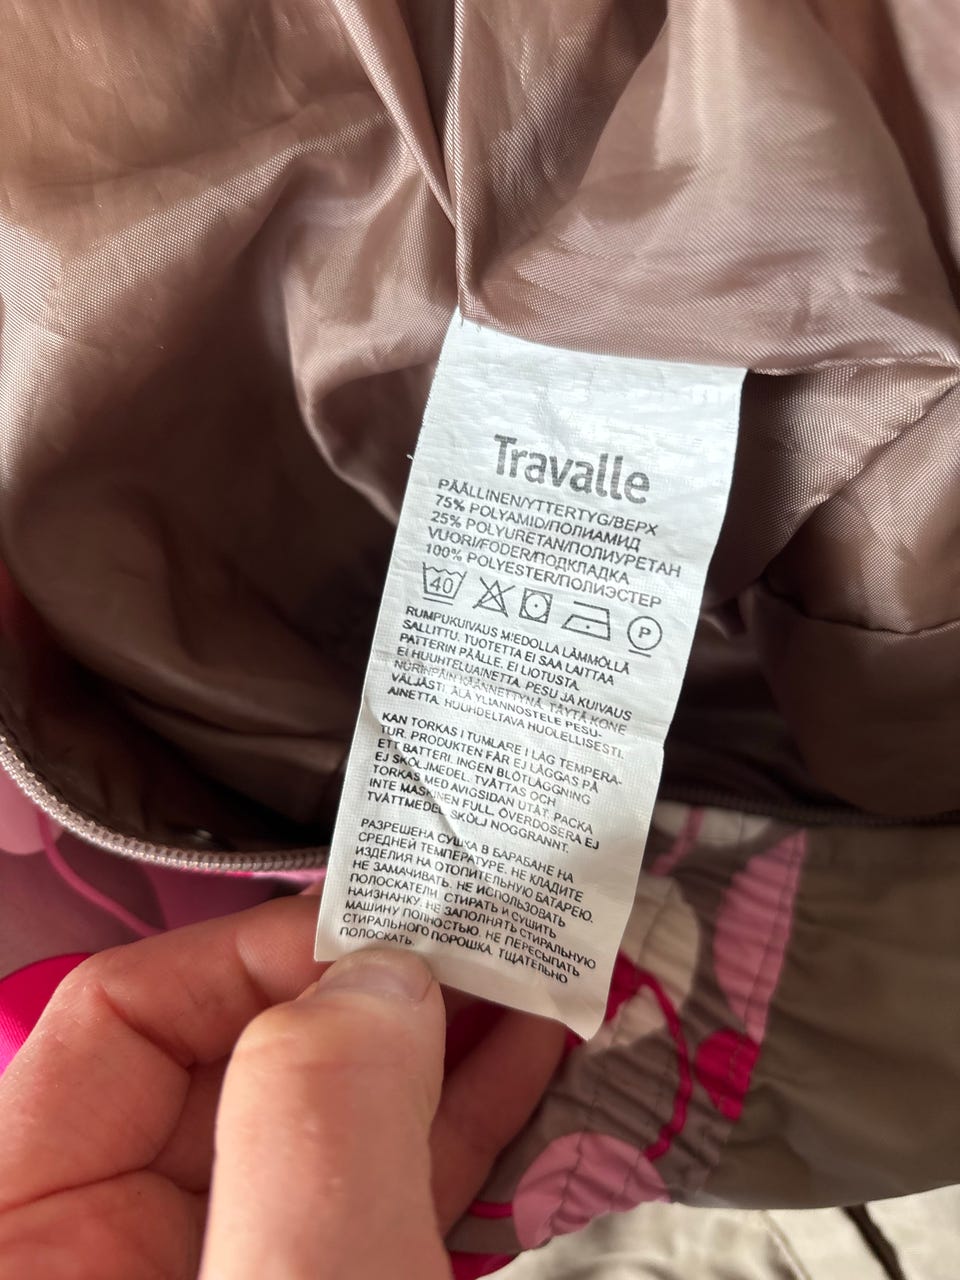 Travalle
PÄÄLLINEN/YTTERTYG/ВЕРХ
75% POLYAMID/ПОЛИАМИД
25% POLYURETAN/ПОЛИУРЕТАН
VUORI/FODER/ПОДКЛАДКА
100% POLYESTER/ПОЛИЭСТЕР
40 P
RUMPUKUIVAUS MIEDOLLA LÄMMÖLLÄ
SALLITTU. TUOTETTA EI SAA LAITTAA
PATTERIN PÄÄLLE. EI LIOTUSTA.
EI HUUHTELUAINETTA. PESU JA KUIVAUS
NURINPÄIN KÄÄNNETTYNÄ. TÄYTÄ KONE
VÄLJÄSTI. ÄLÄ YLIANNOSTELE PESU-
AINETTA. HUUHDELTAVA HUOLELLISESTI.
KAN TORKAS I TUMLARE I LÅG TEMPERA-
TUR. PRODUKTEN FÅR EJ LÄGGAS PÅ
ETT BATTERI. INGEN BLÖTLÄGGNING.
EJ SKÖLJMEDEL. TVÄTTAS OCH
TORKAS MED AVIGSIDAN UTÅT. PACKA
INTE MASKINEN FULL. ÖVERDOSERA EJ
TVÄTTMEDEL. SKÖLJ NOGGRANNT.
РАЗРЕШЕНА СУШКА В БАРАБАНЕ НА
СРЕДНЕЙ ТЕМПЕРАТУРЕ. НЕ КЛАДИТЕ
ИЗДЕЛИЯ НА ОТОПИТЕЛЬНУЮ БАТАРЕЮ.
НЕ ЗАМАЧИВАТЬ. НЕ ИСПОЛЬЗОВАТЬ
ПОЛОСКАТЕЛИ. СТИРАТЬ И СУШИТЬ
НАИЗНАНКУ. НЕ ЗАПОЛНЯТЬ СТИРАЛЬНУЮ
МАШИНУ ПОЛНОСТЬЮ. НЕ ПЕРЕСЫПАТЬ
СТИРАЛЬНОГО ПОРОШКА. ТЩАТЕЛЬНО
ПОЛОСКАТЬ.